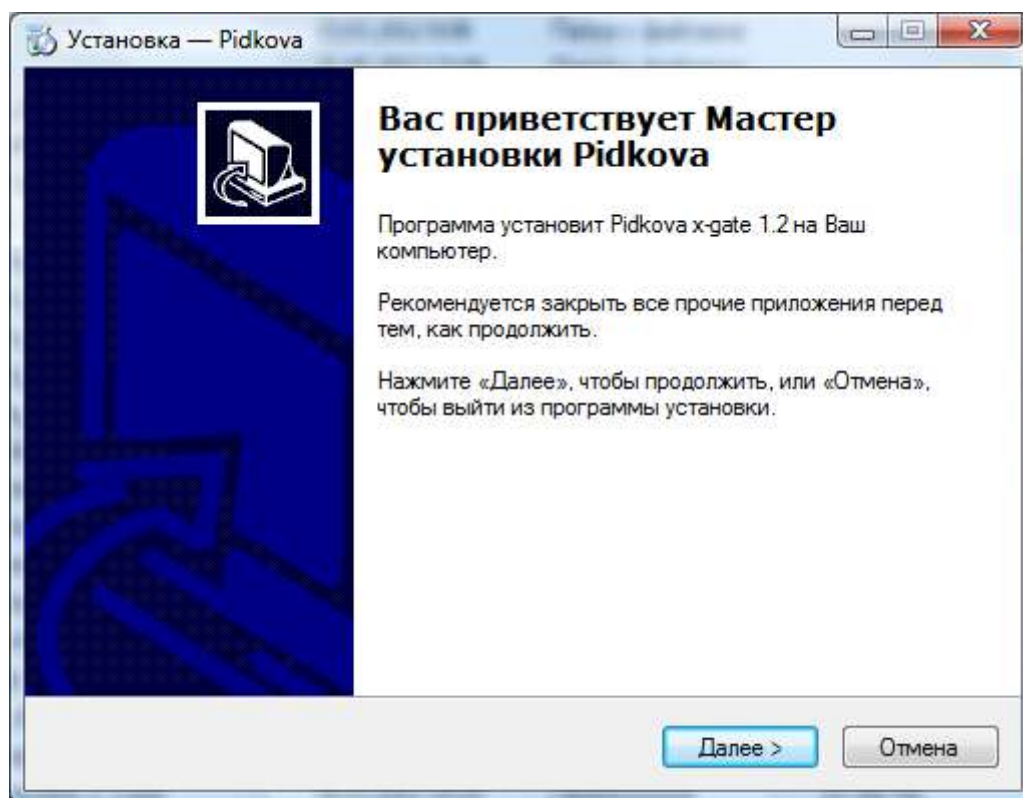 Установка — Pidkova
Вас приветствует Мастер
установки Pidkova
Программа установит Pidkova x-gate 1.2 на Ваш
компьютер.
Рекомендуется закрыть все прочие приложения перед
тем, как продолжить.
Нажмите «Далее», чтобы продолжить, или «Отмена»,
чтобы выйти из программы установки.
Далее >
Отмена